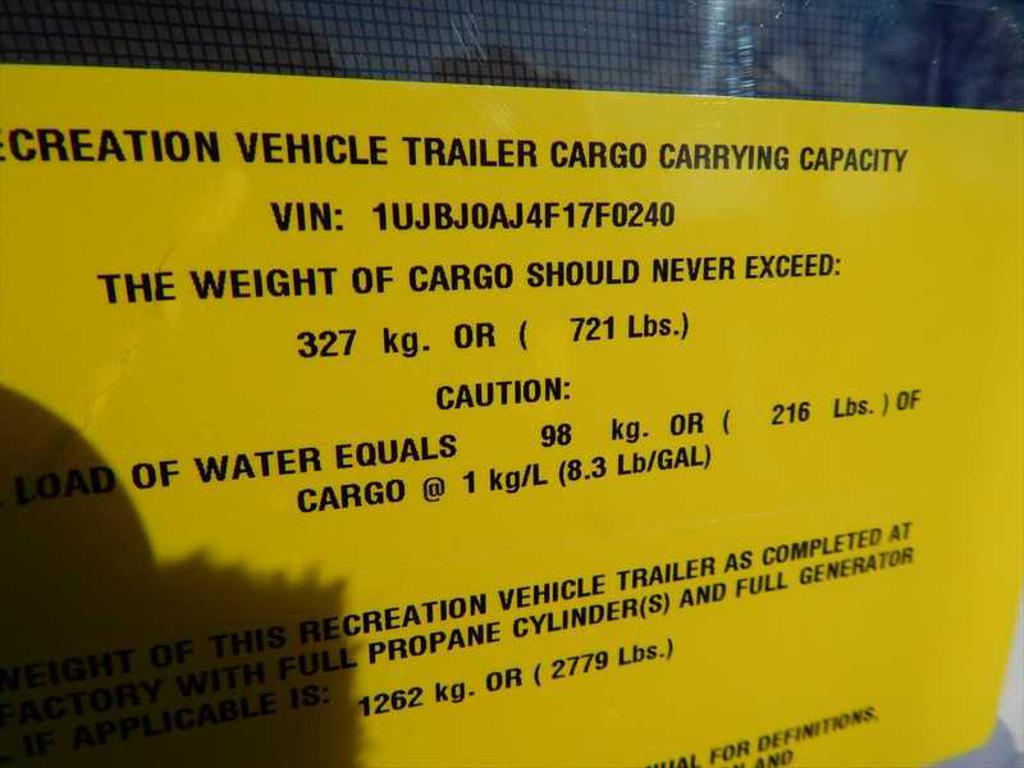 ECREATION VEHICLE TRAILER CARGO CARRYING CAPACITY
VIN: 1UJBJ0AJ4F17F0240
THE WEIGHT OF CARGO SHOULD NEVER EXCEED:
327 kg. OR ( 721 Lbs.)
CAUTION:
LOAD OF WATER EQUALS 98 kg. OR ( 216 Lbs. ) OF
CARGO @ 1 kg/L (8.3 Lb/GAL)
WEIGHT OF THIS RECREATION VEHICLE TRAILER AS COMPLETED AT
FACTORY WITH FULL PROPANE CYLINDER(S) AND FULL GENERATOR
IF APPLICABLE IS: 1262 kg. OR ( 2779 Lbs.)
UAL FOR DEFINITIONS,
AND